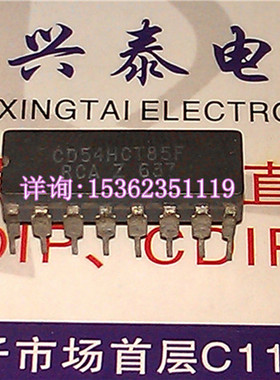 兴泰电
XINGTAI ELECTRO
CD54HCT85F
RCA Z 637
详询:15362351119
DIP、CDIP
市场首层C11